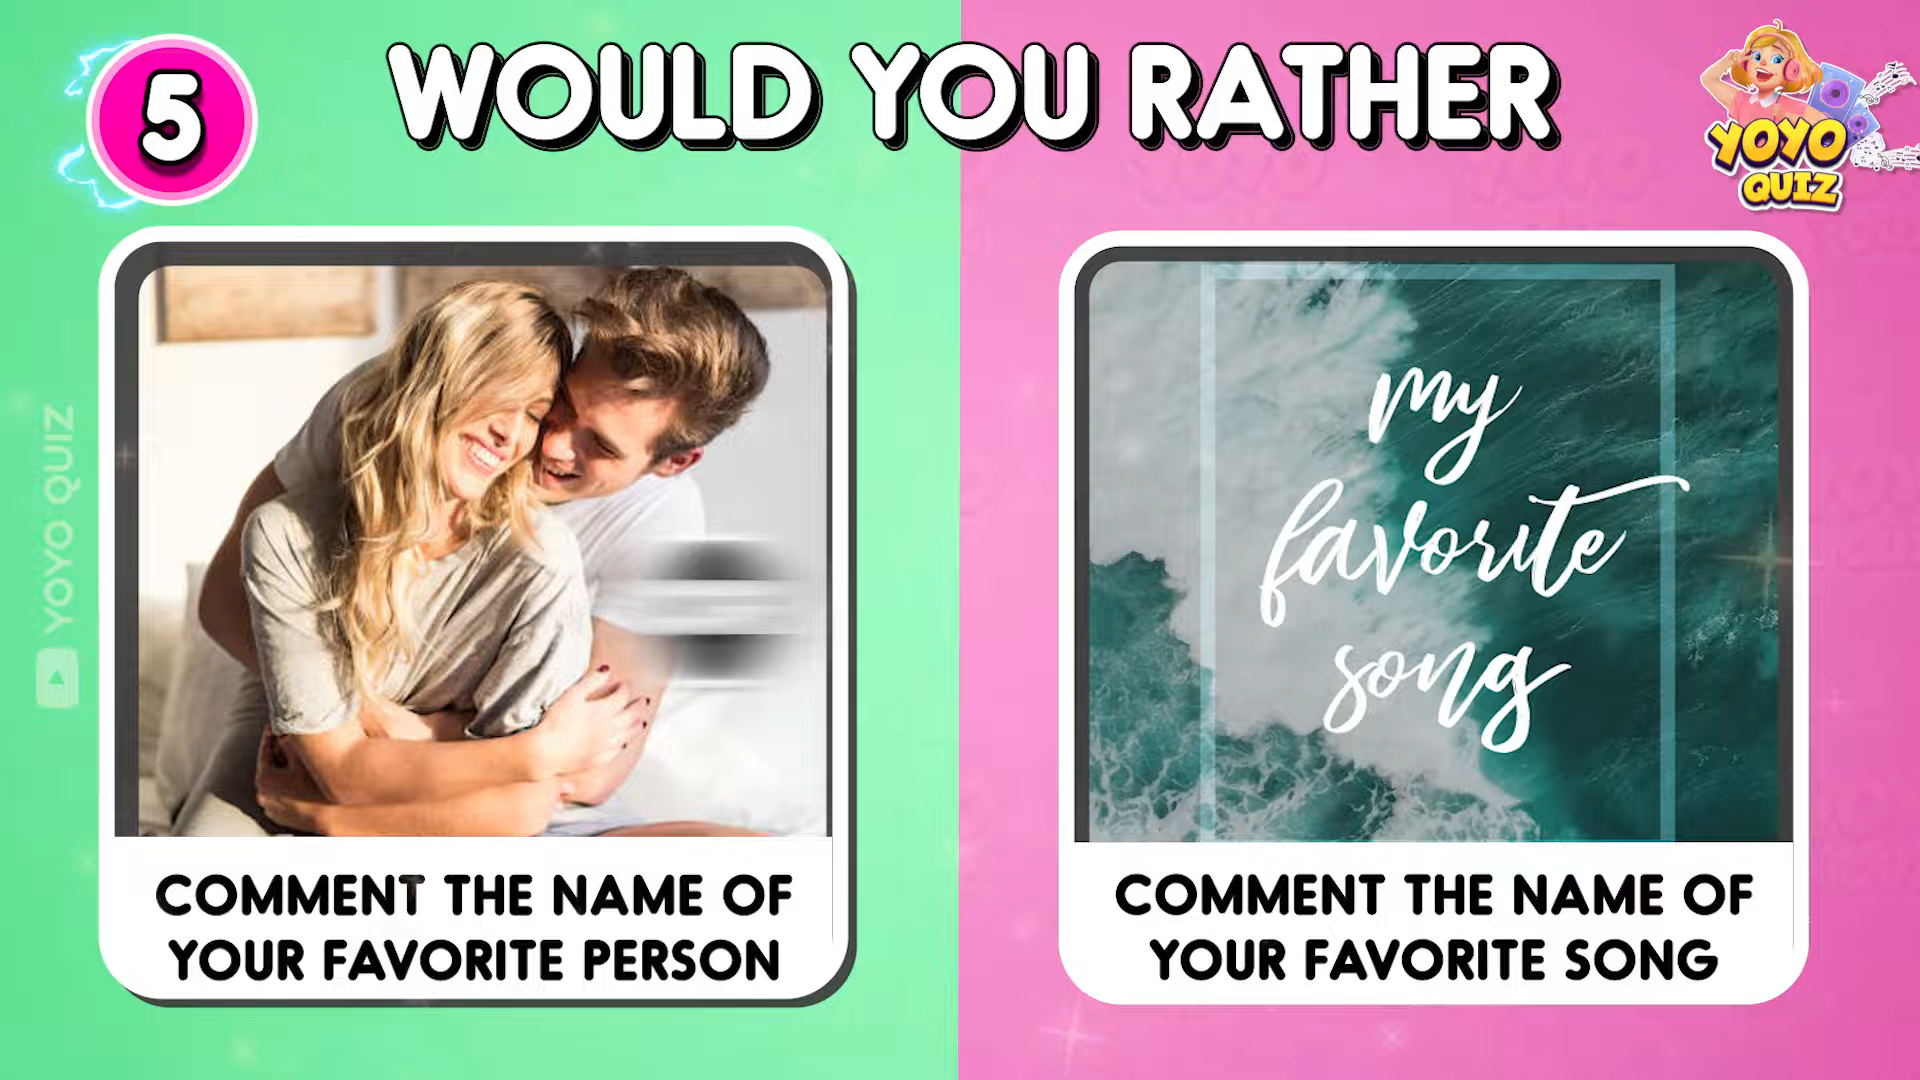 5
WOULD YOU RATHER
YOYO
QUIZ
YOYO QUIZ
my
favorite
song
COMMENT THE NAME OF
YOUR FAVORITE PERSON
COMMENT THE NAME OF
YOUR FAVORITE SONG